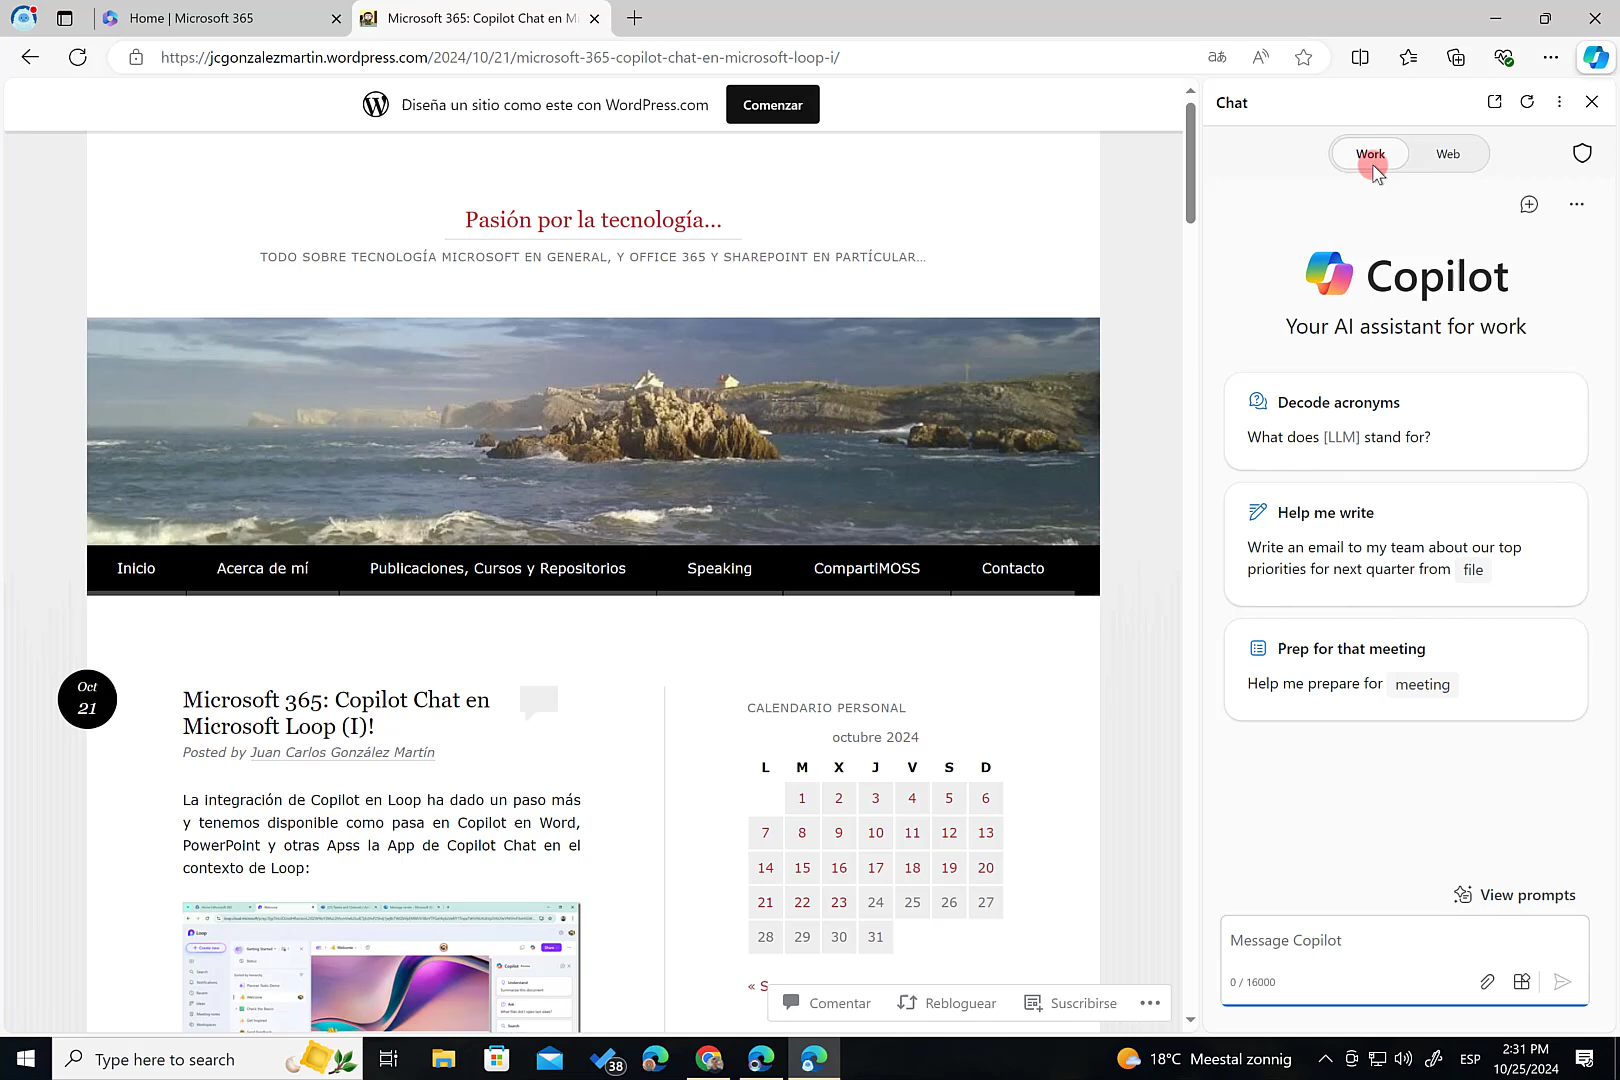 Home | Microsoft 365
Microsoft 365: Copilot Chat en Mi
https://jcgonzalezmartin.wordpress.com/2024/10/21/microsoft-365-copilot-chat-en-microsoft-loop-i/
Diseña un sitio como este con WordPress.com
Comenzar
Pasión por la tecnología...
TODO SOBRE TECNOLOGÍA MICROSOFT EN GENERAL, Y OFFICE 365 Y SHAREPOINT EN PARTÍCULAR...
Inicio
Acerca de mí
Publicaciones, Cursos y Repositorios
Speaking
CompartiMOSS
Contacto
Oct
21
Microsoft 365: Copilot Chat en
Microsoft Loop (I)!
Posted by Juan Carlos González Martín
La integración de Copilot en Loop ha dado un paso más
y tenemos disponible como pasa en Copilot en Word,
PowerPoint y otras Apss la App de Copilot Chat en el
contexto de Loop:
Loop
Welcome
Copilot
CALENDARIO PERSONAL
octubre 2024
L M X J V S D
1 2 3 4 5 6
7 8 9 10 11 12 13
14 15 16 17 18 19 20
21 22 23 24 25 26 27
28 29 30 31
« S
Comentar
Rebloguear
Suscribirse
Chat
Work
Web
Copilot
Your AI assistant for work
Decode acronyms
What does [LLM] stand for?
Help me write
Write an email to my team about our top
priorities for next quarter from file
Prep for that meeting
Help me prepare for meeting
View prompts
Message Copilot
0 / 16000
Type here to search
38
18°C Meestal zonnig
ESP
2:31 PM
10/25/2024